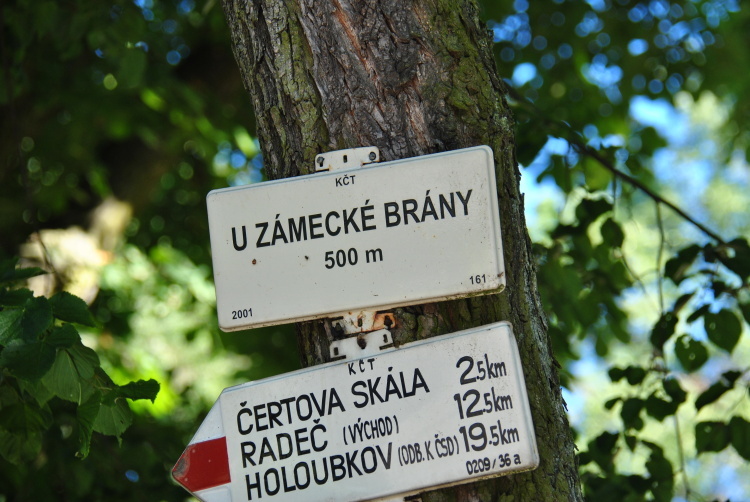 KČT
U ZÁMECKÉ BRÁNY
500 m
2001 161
KČT
ČERTOVA SKÁLA 2.5km
RADEČ (VÝCHOD) 12.5km
HOLOUBKOV (ODB. K ČSD) 19.5km
0209/36a